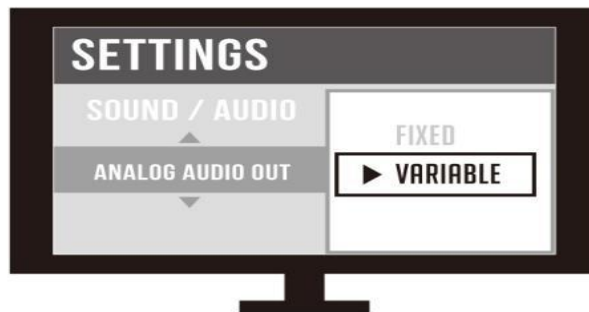 SETTINGS
SOUND / AUDIO
ANALOG AUDIO OUT
FIXED
VARIABLE